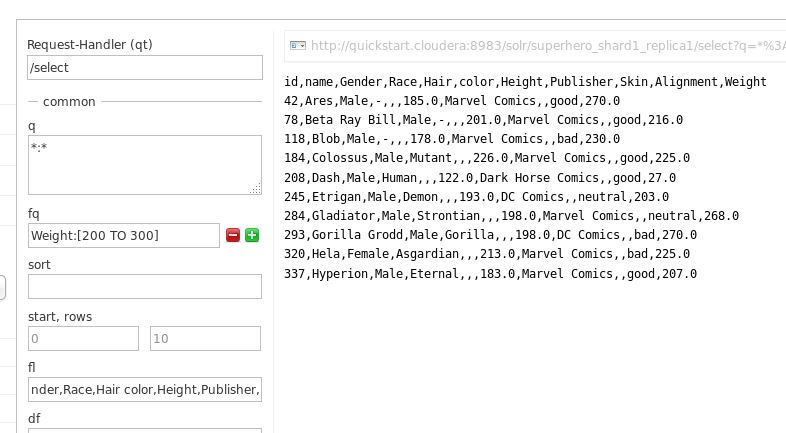 Request-Handler (qt)
/select
common
q
*:*
fq
Weight:[200 TO 300]
sort
start, rows
0
10
fl
nder,Race,Hair color,Height,Publisher,
df
http://quickstart.cloudera:8983/solr/superhero_shard1_replica1/select?q=*%3A
id,name,Gender,Race,Hair,color,Height,Publisher,Skin,Alignment,Weight
42,Ares,Male,-,,,185.0,Marvel Comics,,good,270.0
78,Beta Ray Bill,Male,-,,,201.0,Marvel Comics,,good,216.0
118,Blob,Male,-,,,178.0,Marvel Comics,,bad,230.0
184,Colossus,Male,Mutant,,,226.0,Marvel Comics,,good,225.0
208,Dash,Male,Human,,,122.0,Dark Horse Comics,,good,27.0
245,Etrigan,Male,Demon,,,193.0,DC Comics,,neutral,203.0
284,Gladiator,Male,Strontian,,,198.0,Marvel Comics,,neutral,268.0
293,Gorilla Grodd,Male,Gorilla,,,198.0,DC Comics,,bad,270.0
320,Hela,Female,Asgardian,,,213.0,Marvel Comics,,bad,225.0
337,Hyperion,Male,Eternal,,,183.0,Marvel Comics,,good,207.0